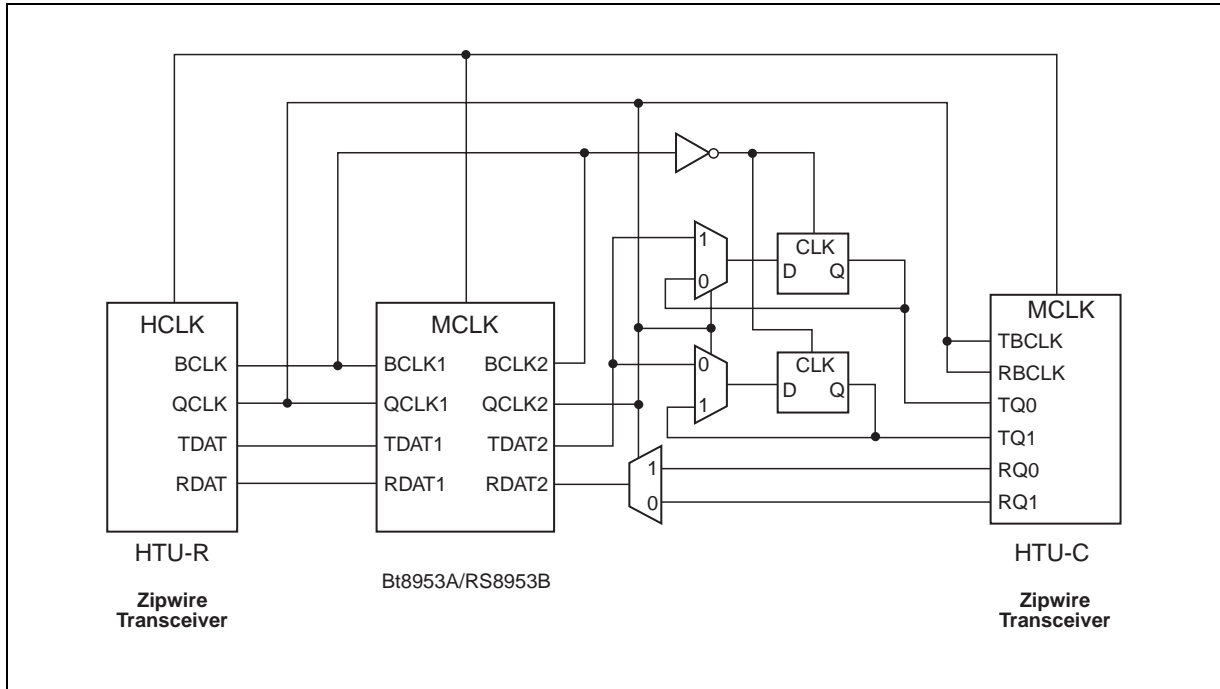 HCLK
BCLK
QCLK
TDAT
RDAT
HTU-R
Zipwire
Transceiver
MCLK
BCLK1
QCLK1
TDAT1
RDAT1
BCLK2
QCLK2
TDAT2
RDAT2
Bt8953A/RS8953B
1
0
CLK
D
Q
0
1
CLK
D
Q
1
0
MCLK
TBCLK
RBCLK
TQ0
TQ1
RQ0
RQ1
HTU-C
Zipwire
Transceiver